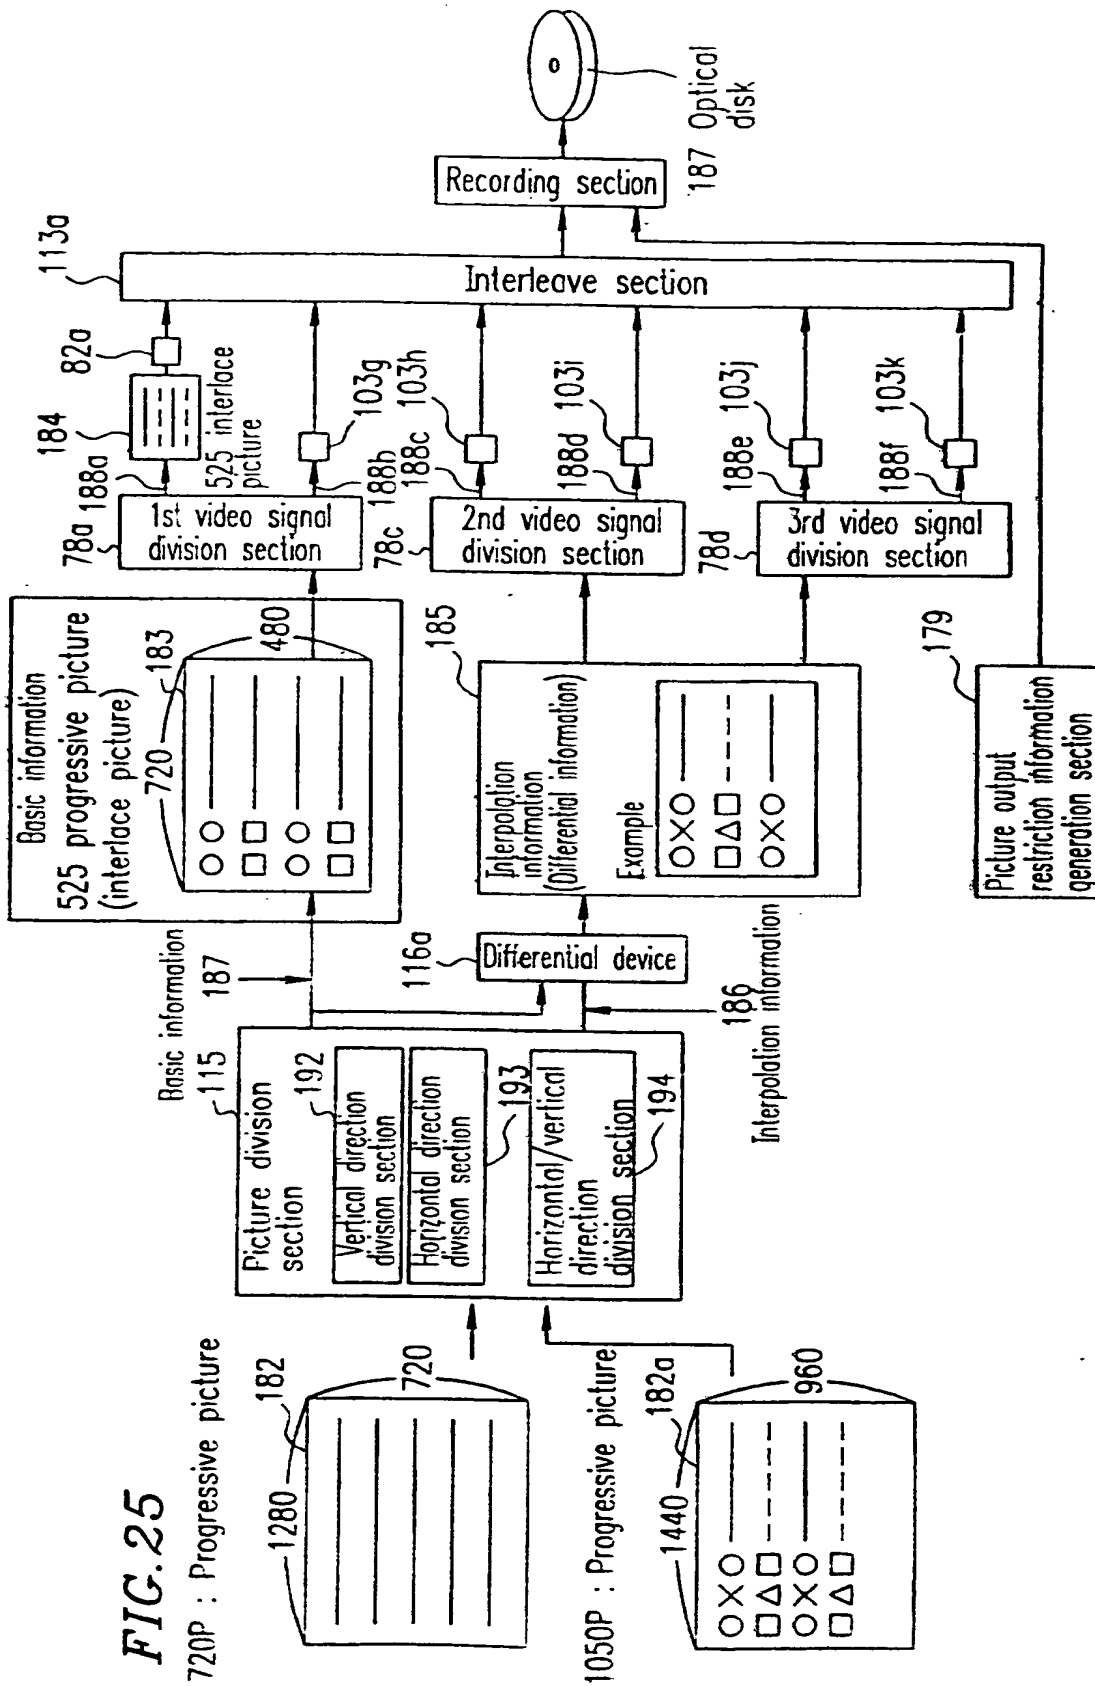 FIG.25
720P : Progressive picture
1280
182
720
1050P : Progressive picture
1440
182a
960
115
Picture division
section
192
Vertical direction
division section
Horizontal direction
division section
193
Horizontal/vertical
direction
division section
194
Basic information
187
116a
Differential device
186
Interpolation information
Basic information
525 progressive picture
(interlace picture)
720
183
480
185
Interpolation
information
(Differential information)
Example
179
Picture output
restriction information
generation section
78a
1st video signal
division section
188a
184
525 interlace
picture
82a
188b
103g
78c
2nd video signal
division section
188c
103h
188c
188d
103i
78d
3rd video signal
division section
188e
103j
188f
103k
113a
Interleave section
Recording section
187 Optical
disk